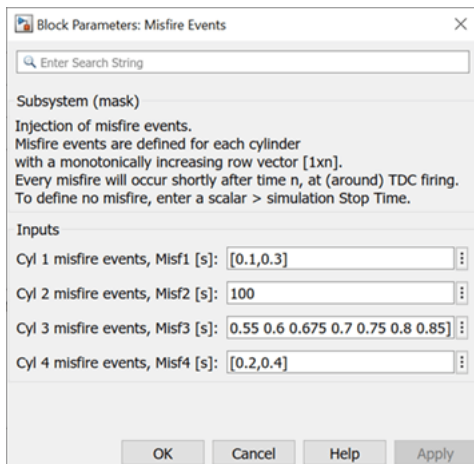 Block Parameters: Misfire Events
Enter Search String
Subsystem (mask)
Injection of misfire events.
Misfire events are defined for each cylinder
with a monotonically increasing row vector [1xn].
Every misfire will occur shortly after time n, at (around) TDC firing.
To define no misfire, enter a scalar > simulation Stop Time.
Inputs
Cyl 1 misfire events, Misf1 [s]: [0.1,0.3]
Cyl 2 misfire events, Misf2 [s]: 100
Cyl 3 misfire events, Misf3 [s]: 0.55 0.6 0.675 0.7 0.75 0.8 0.85]
Cyl 4 misfire events, Misf4 [s]: [0.2,0.4]
OK Cancel Help Apply